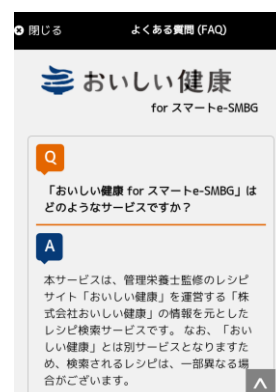 閉じる よくある質問 (FAQ)
おいしい健康
for スマートe-SMBG
Q
「おいしい健康 for スマートe-SMBG」は
どのようなサービスですか？
A
本サービスは、管理栄養士監修のレシピ
サイト「おいしい健康」を運営する「株
式会社おいしい健康」の情報を元とした
レシピ検索サービスです。なお、「おい
しい健康」とは別サービスとなりますた
め、検索されるレシピは、一部異なる場
合がございます。